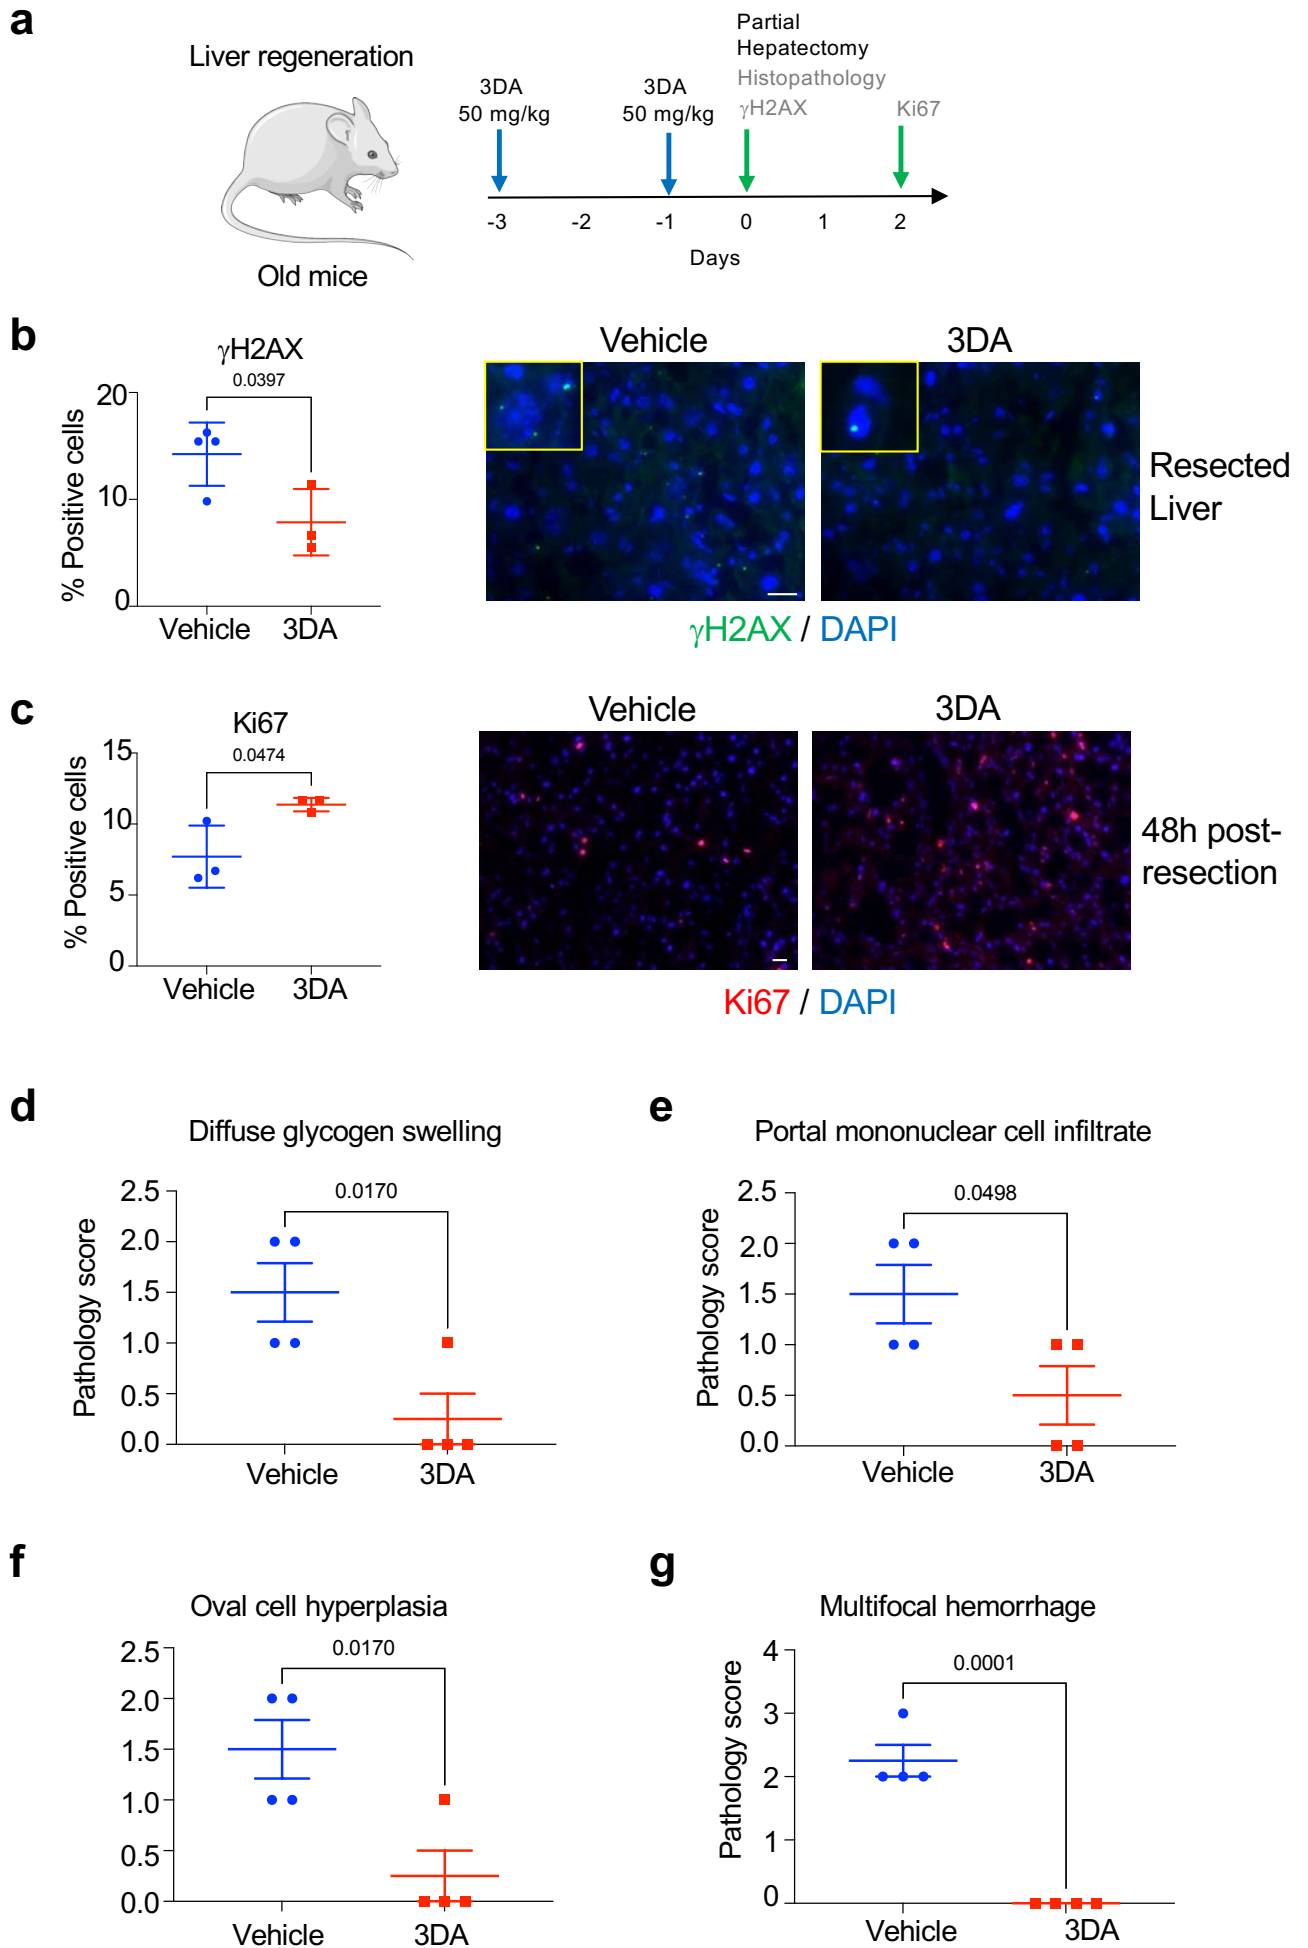 a
Liver regeneration
Old mice
3DA
50 mg/kg
3DA
50 mg/kg
Partial
Hepatectomy
Histopathology
γH2AX
Ki67
-3 -2 -1 0 1 2
Days
b
γH2AX
0.0397
% Positive cells
20
10
0
Vehicle 3DA
Vehicle 3DA
Resected
Liver
γH2AX / DAPI
c
Ki67
0.0474
% Positive cells
15
10
5
0
Vehicle 3DA
Vehicle 3DA
48h post-
resection
Ki67 / DAPI
d
Diffuse glycogen swelling
0.0170
Pathology score
2.5
2.0
1.5
1.0
0.5
0.0
Vehicle 3DA
e
Portal mononuclear cell infiltrate
0.0498
Pathology score
2.5
2.0
1.5
1.0
0.5
0.0
Vehicle 3DA
f
Oval cell hyperplasia
0.0170
2.5
2.0
1.5
1.0
0.5
0.0
Vehicle 3DA
g
Multifocal hemorrhage
0.0001
Pathology score
4
3
2
1
0
Vehicle 3DA